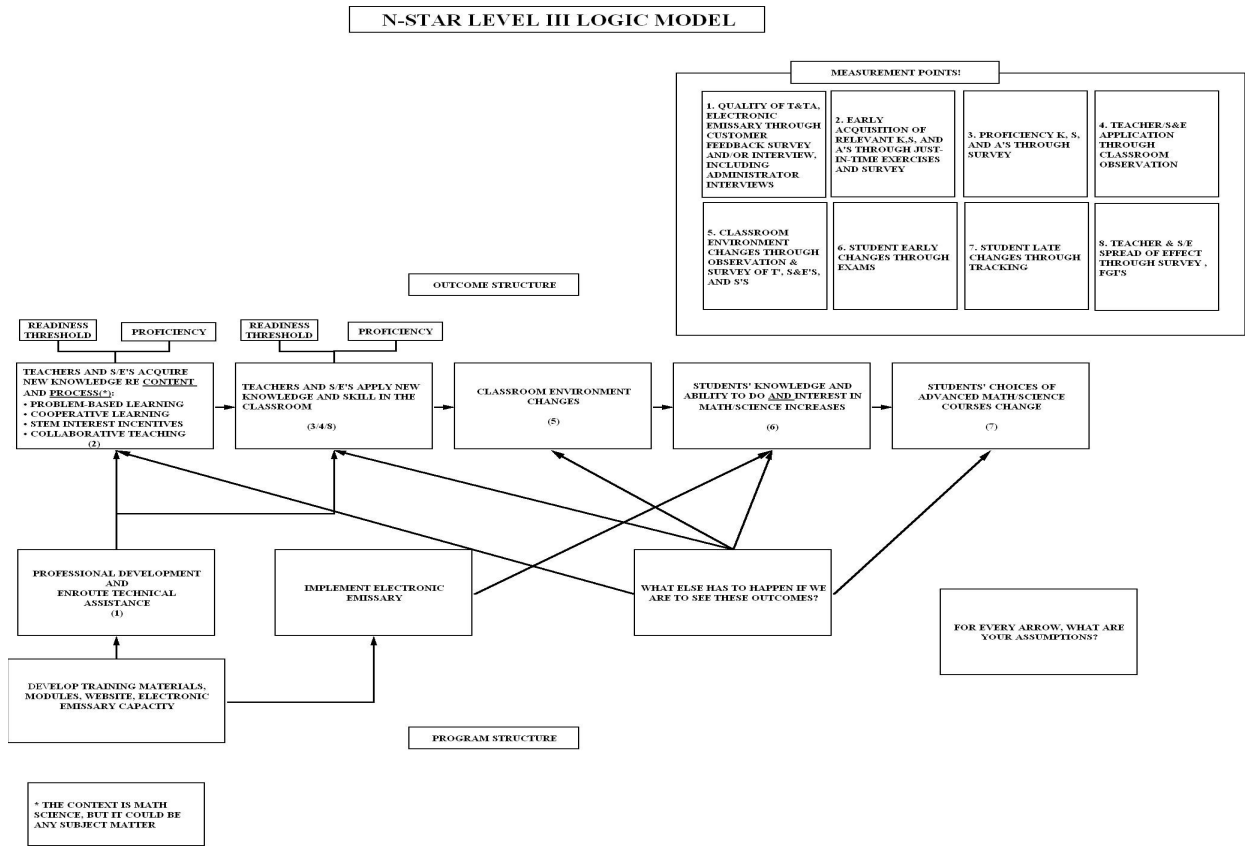 N-STAR LEVEL III LOGIC MODEL
MEASUREMENT POINTS!
1. QUALITY OF T&TA,
ELECTRONIC
EMISSARY THROUGH
CUSTOMER
FEEDBACK SURVEY
AND/OR INTERVIEW,
INCLUDING
ADMINISTRATOR
INTERVIEWS
2. EARLY
ACQUISITION OF
RELEVANT K,S, AND
A'S THROUGH JUST-
IN-TIME EXERCISES
AND SURVEY
3. PROFICIENCY K, S,
AND A'S THROUGH
SURVEY
4. TEACHER/S&E
APPLICATION
THROUGH
CLASSROOM
OBSERVATION
5. CLASSROOM
ENVIRONMENT
CHANGES THROUGH
OBSERVATION &
SURVEY OF T', S&E'S,
AND S'S
6. STUDENT EARLY
CHANGES THROUGH
EXAMS
7. STUDENT LATE
CHANGES THROUGH
TRACKING
8. TEACHER & S/E
SPREAD OF EFFECT
THROUGH SURVEY ,
FGI'S
OUTCOME STRUCTURE
READINESS
THRESHOLD
PROFICIENCY
READINESS
THRESHOLD
PROFICIENCY
TEACHERS AND S/E'S ACQUIRE
NEW KNOWLEDGE RE CONTENT
AND PROCESS(*):
• PROBLEM-BASED LEARNING
• COOPERATIVE LEARNING
• STEM INTEREST INCENTIVES
• COLLABORATIVE TEACHING
(2)
TEACHERS AND S/E'S APPLY NEW
KNOWLEDGE AND SKILL IN THE
CLASSROOM
(3/4/8)
CLASSROOM ENVIRONMENT
CHANGES
(5)
STUDENTS' KNOWLEDGE AND
ABILITY TO DO AND INTEREST IN
MATH/SCIENCE INCREASES
(6)
STUDENTS' CHOICES OF
ADVANCED MATH/SCIENCE
COURSES CHANGE
(7)
PROFESSIONAL DEVELOPMENT
AND
ENROUTE TECHNICAL
ASSISTANCE
(1)
IMPLEMENT ELECTRONIC
EMISSARY
WHAT ELSE HAS TO HAPPEN IF WE
ARE TO SEE THESE OUTCOMES?
FOR EVERY ARROW, WHAT ARE
YOUR ASSUMPTIONS?
DEVELOP TRAINING MATERIALS,
MODULES, WEBSITE, ELECTRONIC
EMISSARY CAPACITY
PROGRAM STRUCTURE
* THE CONTEXT IS MATH
SCIENCE, BUT IT COULD BE
ANY SUBJECT MATTER